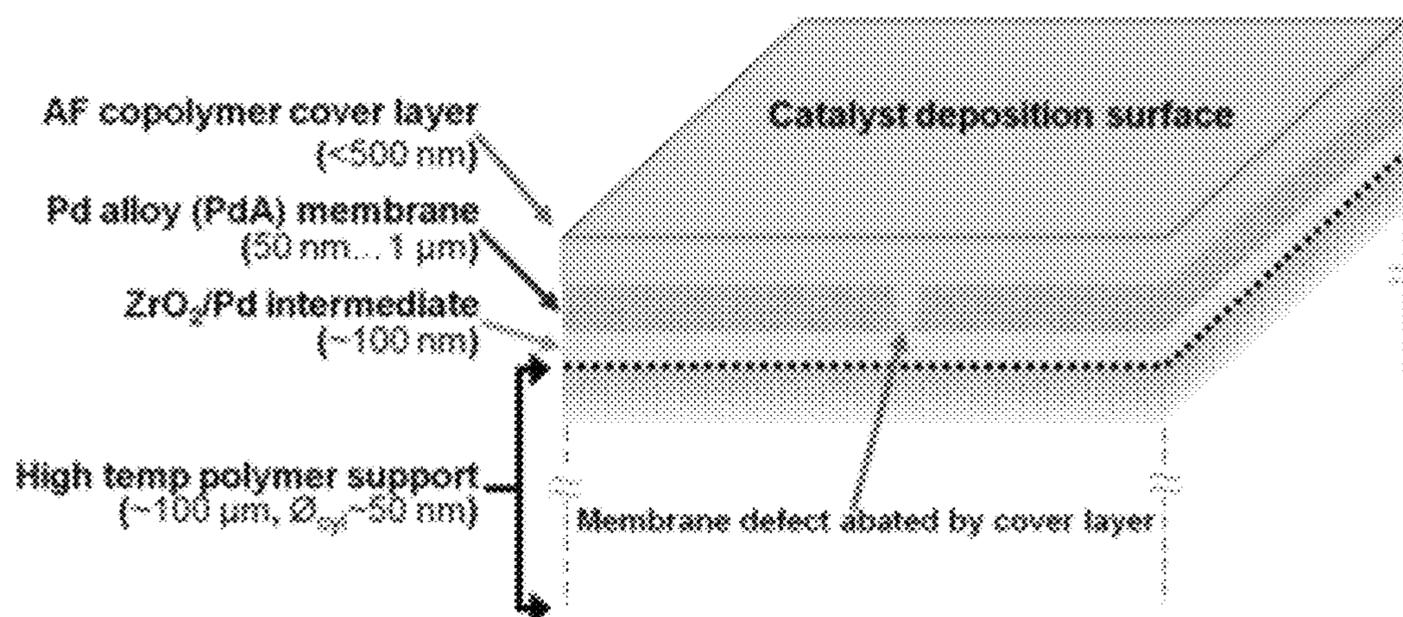 AF copolymer cover layer
(<500 nm)
Catalyst deposition surface
Pd alloy (PdA) membrane
(50 nm... 1 µm)
ZrO₂/Pd intermediate
(~100 nm)
High temp polymer support
(~100 µm, Ø ~50 nm)
Membrane defect abated by cover layer